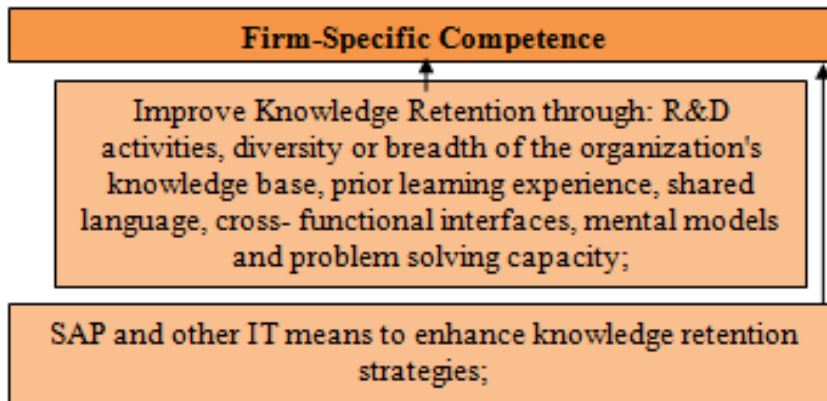 Firm-Specific Competence
Improve Knowledge Retention through: R&D
activities, diversity or breadth of the organization's
knowledge base, prior learning experience, shared
language, cross- functional interfaces, mental models
and problem solving capacity;
SAP and other IT means to enhance knowledge retention
strategies;